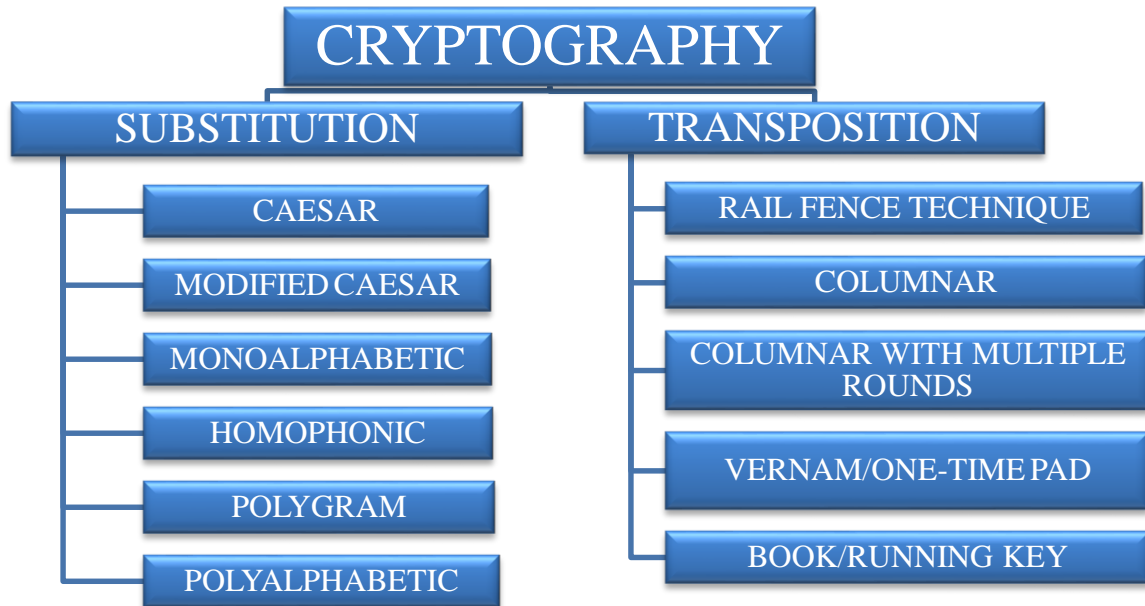 CRYPTOGRAPHY
SUBSTITUTION
CAESAR
MODIFIED CAESAR
MONOALPHABETIC
HOMOPHONIC
POLYGRAM
POLYALPHABETIC
TRANSPOSITION
RAIL FENCE TECHNIQUE
COLUMNAR
COLUMNAR WITH MULTIPLE
ROUNDS
VERNAM/ONE-TIME PAD
BOOK/RUNNING KEY